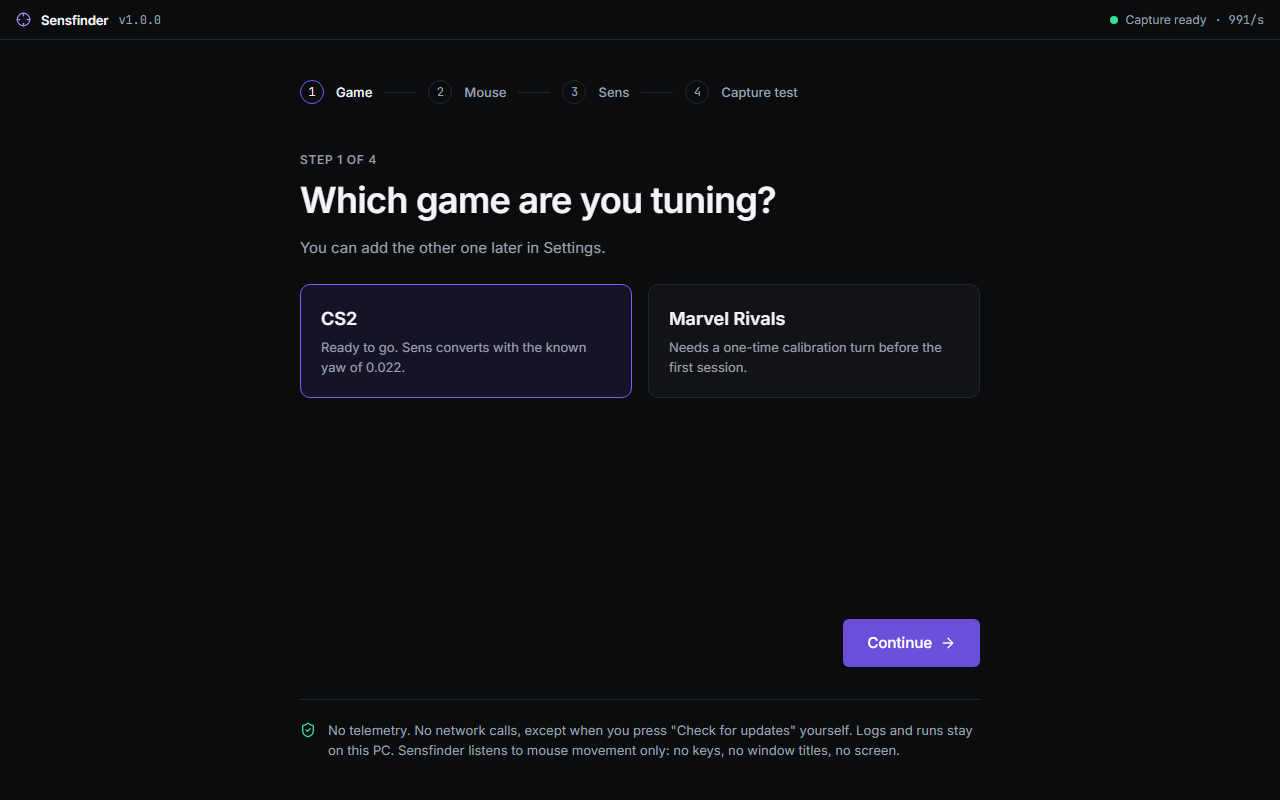 Sensfinder v1.0.0
Capture ready · 991/s
1 Game 2 Mouse 3 Sens 4 Capture test
STEP 1 OF 4
Which game are you tuning?
You can add the other one later in Settings.
CS2
Ready to go. Sens converts with the known
yaw of 0.022.
Marvel Rivals
Needs a one-time calibration turn before the
first session.
Continue →
No telemetry. No network calls, except when you press "Check for updates" yourself. Logs and runs stay
on this PC. Sensfinder listens to mouse movement only: no keys, no window titles, no screen.